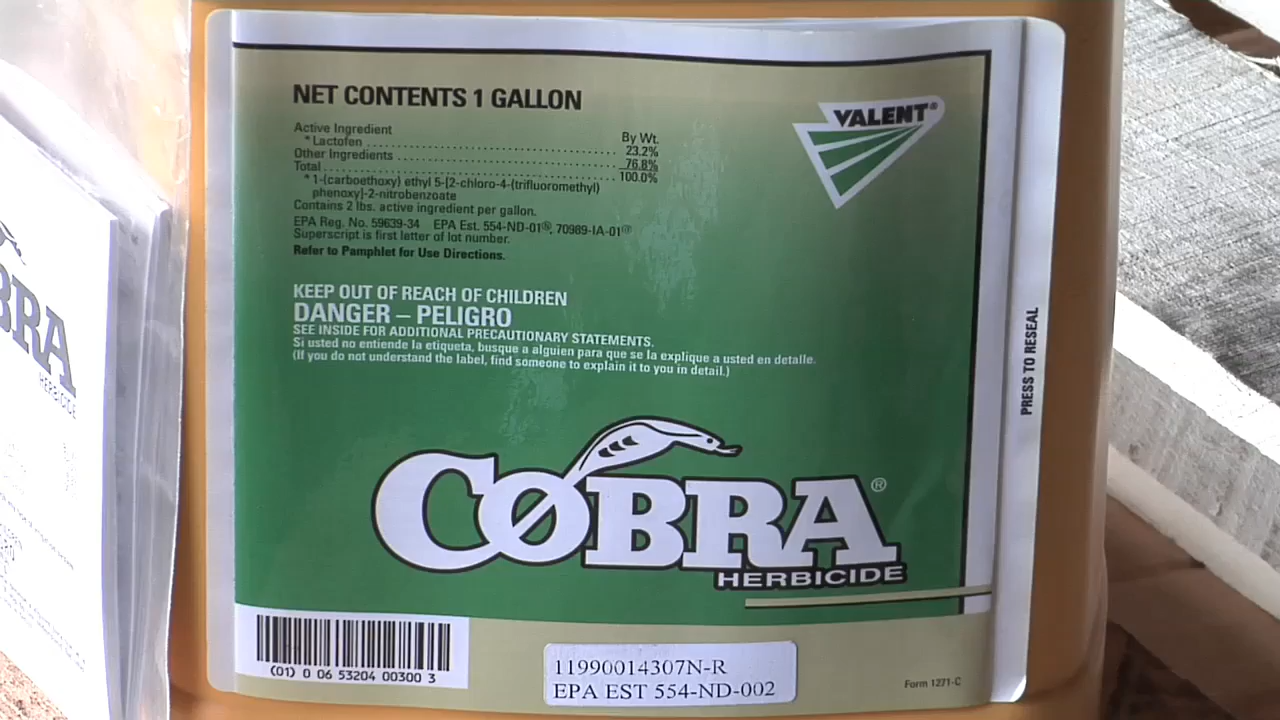 NET CONTENTS 1 GALLON
Active Ingredient By Wt.
*Lactofen 23.2%
Other Ingredients 76.8%
Total 100.0%
*1-(carboethoxy) ethyl 5-[2-chloro-4-(trifluoromethyl)
phenoxy]-2-nitrobenzoate
Contains 2 lbs. active ingredient per gallon.
EPA Reg. No. 59639-34 EPA Est. 554-ND-01, 70989-IA-01
Superscript is first letter of lot number.
Refer to Pamphlet for Use Directions.
VALENT®
KEEP OUT OF REACH OF CHILDREN
DANGER – PELIGRO
SEE INSIDE FOR ADDITIONAL PRECAUTIONARY STATEMENTS.
Si usted no entiende la etiqueta, busque a alguien para que se la explique a usted en detalle.
(If you do not understand the label, find someone to explain it to you in detail.)
PRESS TO RESEAL
COBRA®
HERBICIDE
(01) 0 06 53204 00300 3
11990014307N-R
EPA EST 554-ND-002
Form 1271-C
HERBICIDE